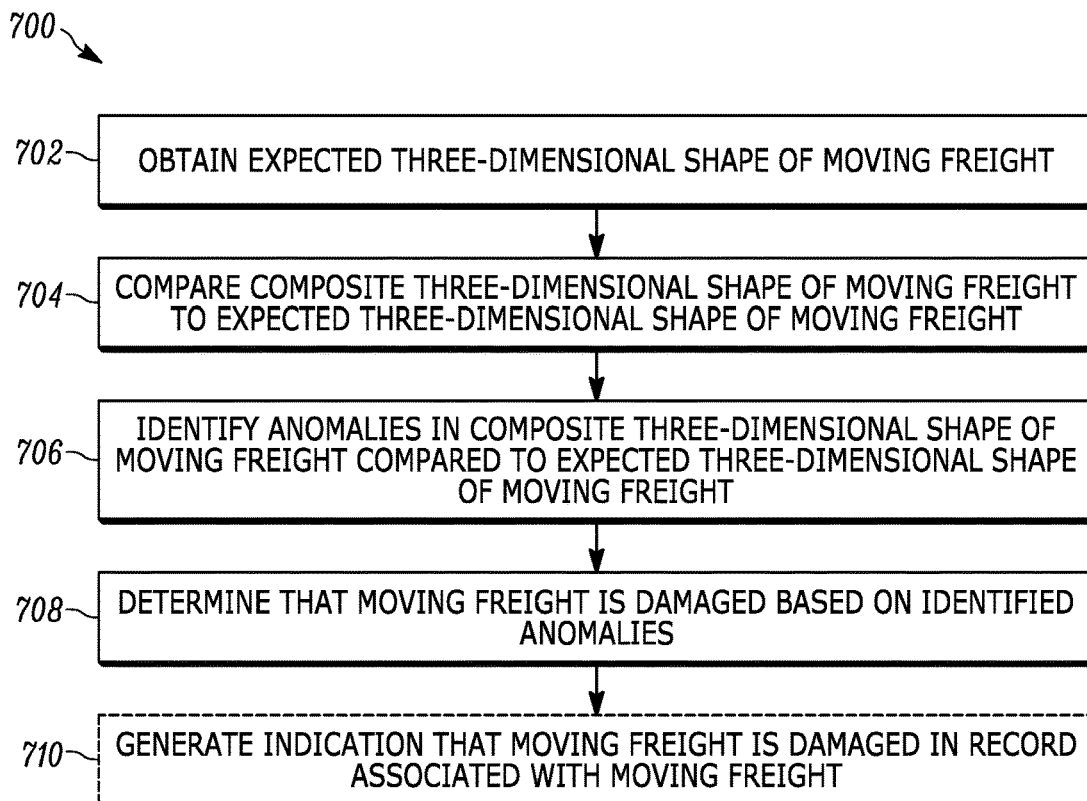 700
702
OBTAIN EXPECTED THREE-DIMENSIONAL SHAPE OF MOVING FREIGHT
704
COMPARE COMPOSITE THREE-DIMENSIONAL SHAPE OF MOVING FREIGHT
TO EXPECTED THREE-DIMENSIONAL SHAPE OF MOVING FREIGHT
706
IDENTIFY ANOMALIES IN COMPOSITE THREE-DIMENSIONAL SHAPE OF
MOVING FREIGHT COMPARED TO EXPECTED THREE-DIMENSIONAL SHAPE
OF MOVING FREIGHT
708
DETERMINE THAT MOVING FREIGHT IS DAMAGED BASED ON IDENTIFIED
ANOMALIES
710
GENERATE INDICATION THAT MOVING FREIGHT IS DAMAGED IN RECORD
ASSOCIATED WITH MOVING FREIGHT